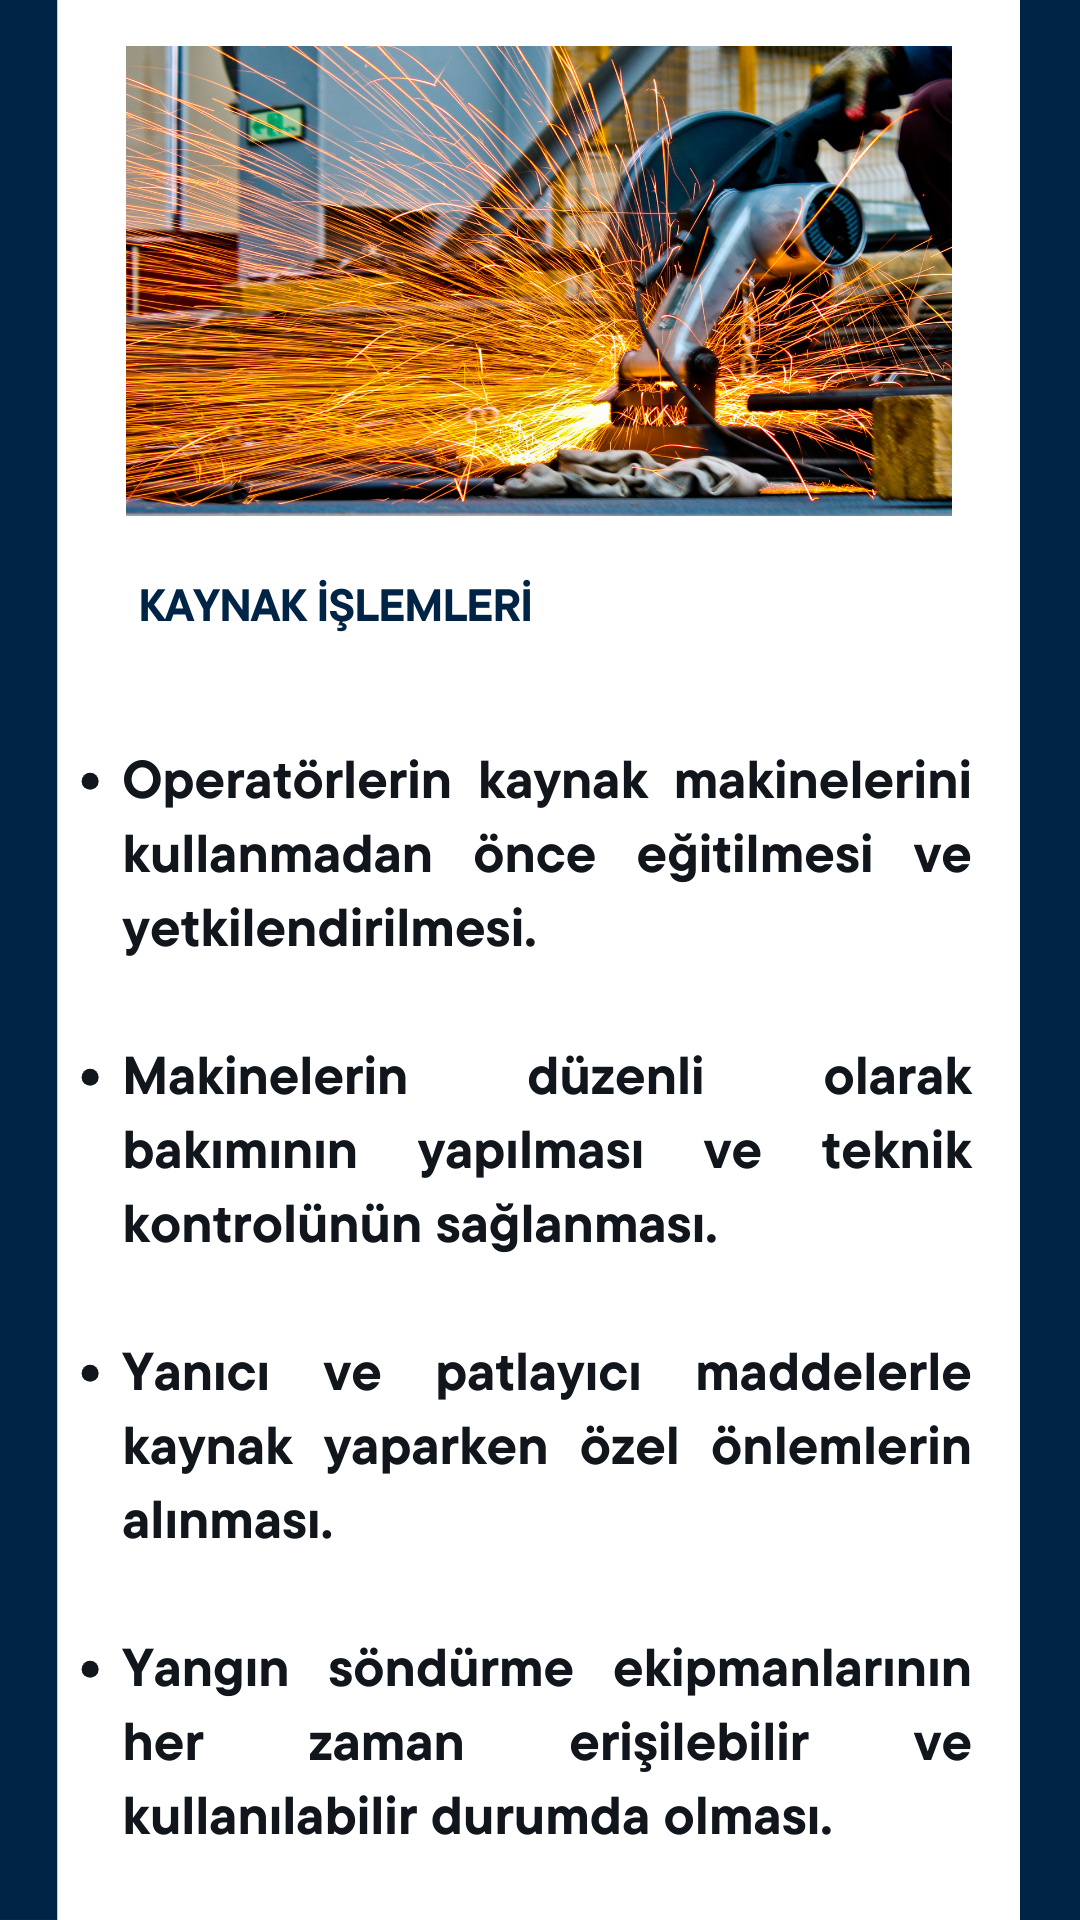 KAYNAK İŞLEMLERİ
• Operatörlerin kaynak makinelerini
kullanmadan önce eğitilmesi ve
yetkilendirilmesi.
• Makinelerin düzenli olarak
bakımının yapılması ve teknik
kontrolünün sağlanması.
• Yanıcı ve patlayıcı maddelerle
kaynak yaparken özel önlemlerin
alınması.
• Yangın söndürme ekipmanlarının
her zaman erişilebilir ve
kullanılabilir durumda olması.